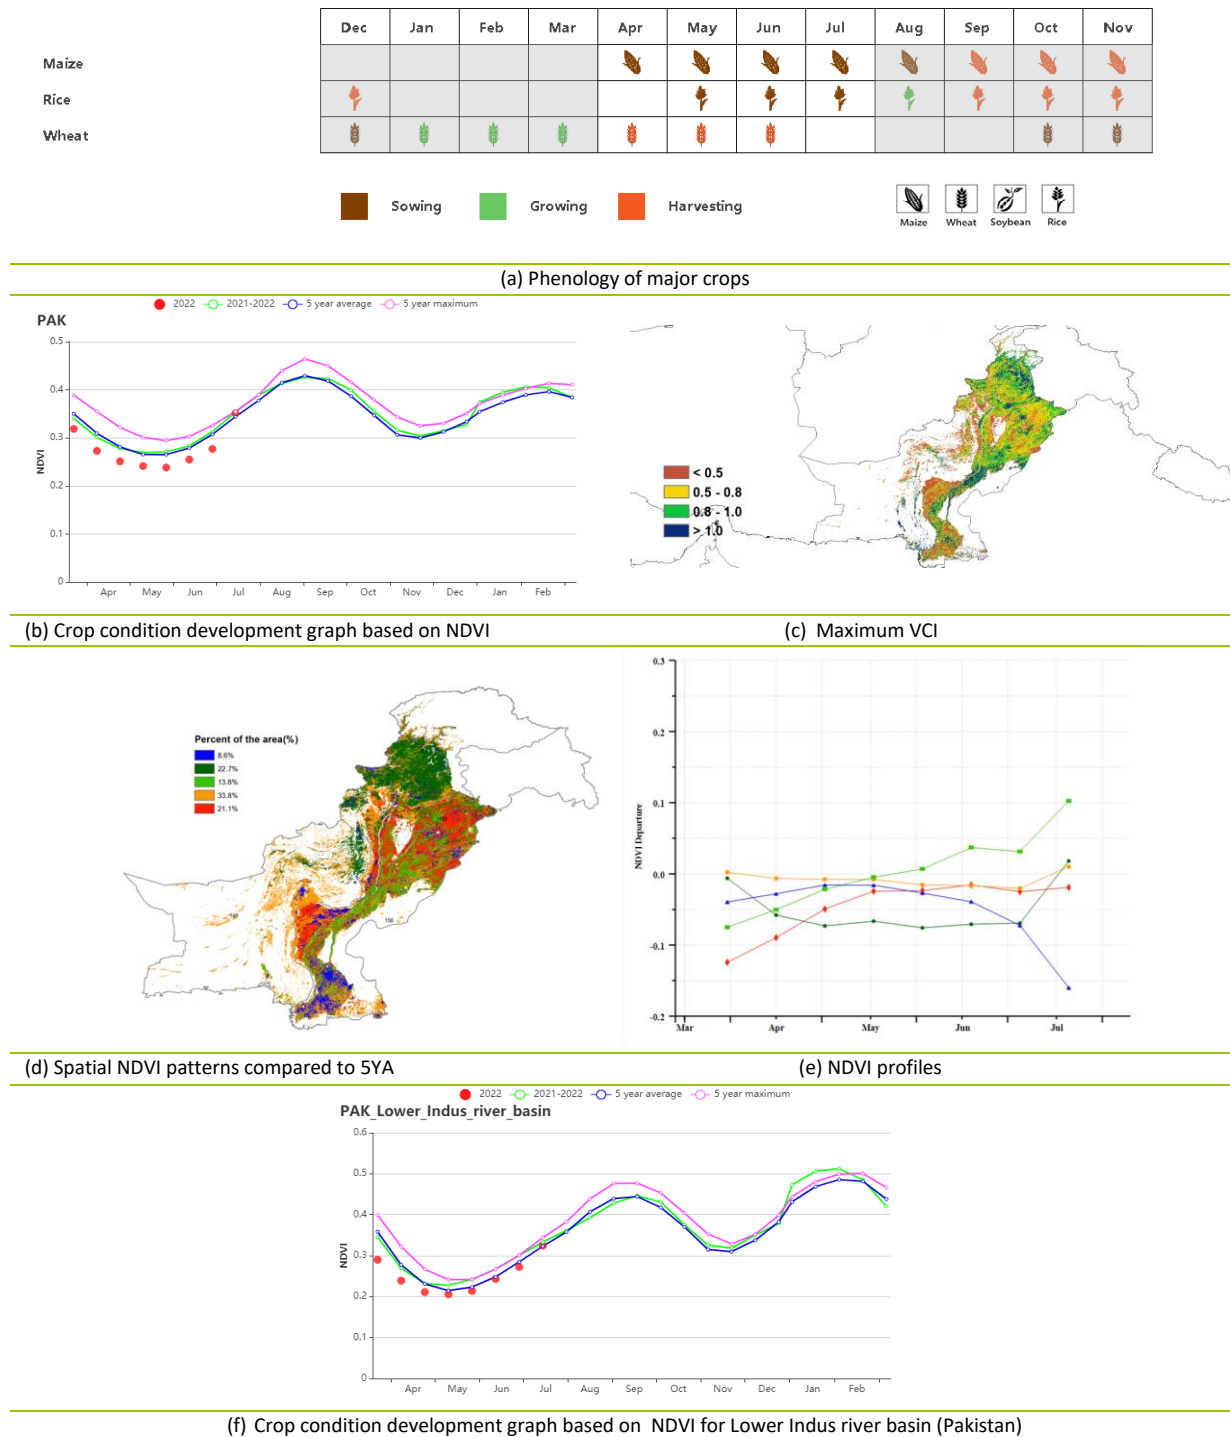 Dec Jan Feb Mar Apr May Jun Jul Aug Sep Oct Nov
Maize
Rice
Wheat
Sowing Growing Harvesting
Maize Wheat Soybean Rice
(a) Phenology of major crops
2022 2021-2022 5 year average 5 year maximum
PAK
0.5
0.4
0.3
0.2
0.1
0
NDVI
Apr May Jun Jul Aug Sep Oct Nov Dec Jan Feb
< 0.5
0.5 - 0.8
0.8 - 1.0
> 1.0
(b) Crop condition development graph based on NDVI
(c) Maximum VCI
Percent of the area(%)
8.6%
22.7%
13.8%
33.8%
21.1%
150
0.3
0.2
0.1
0.0
-0.1
-0.2
NDVI Departure
Mar Apr May Jun Jul
(d) Spatial NDVI patterns compared to 5YA
(e) NDVI profiles
2022 2021-2022 5 year average 5 year maximum
PAK_Lower_Indus_river_basin
0.6
0.5
0.4
0.3
0.2
0.1
0
NDVI
Apr May Jun Jul Aug Sep Oct Nov Dec Jan Feb
(f) Crop condition development graph based on NDVI for Lower Indus river basin (Pakistan)